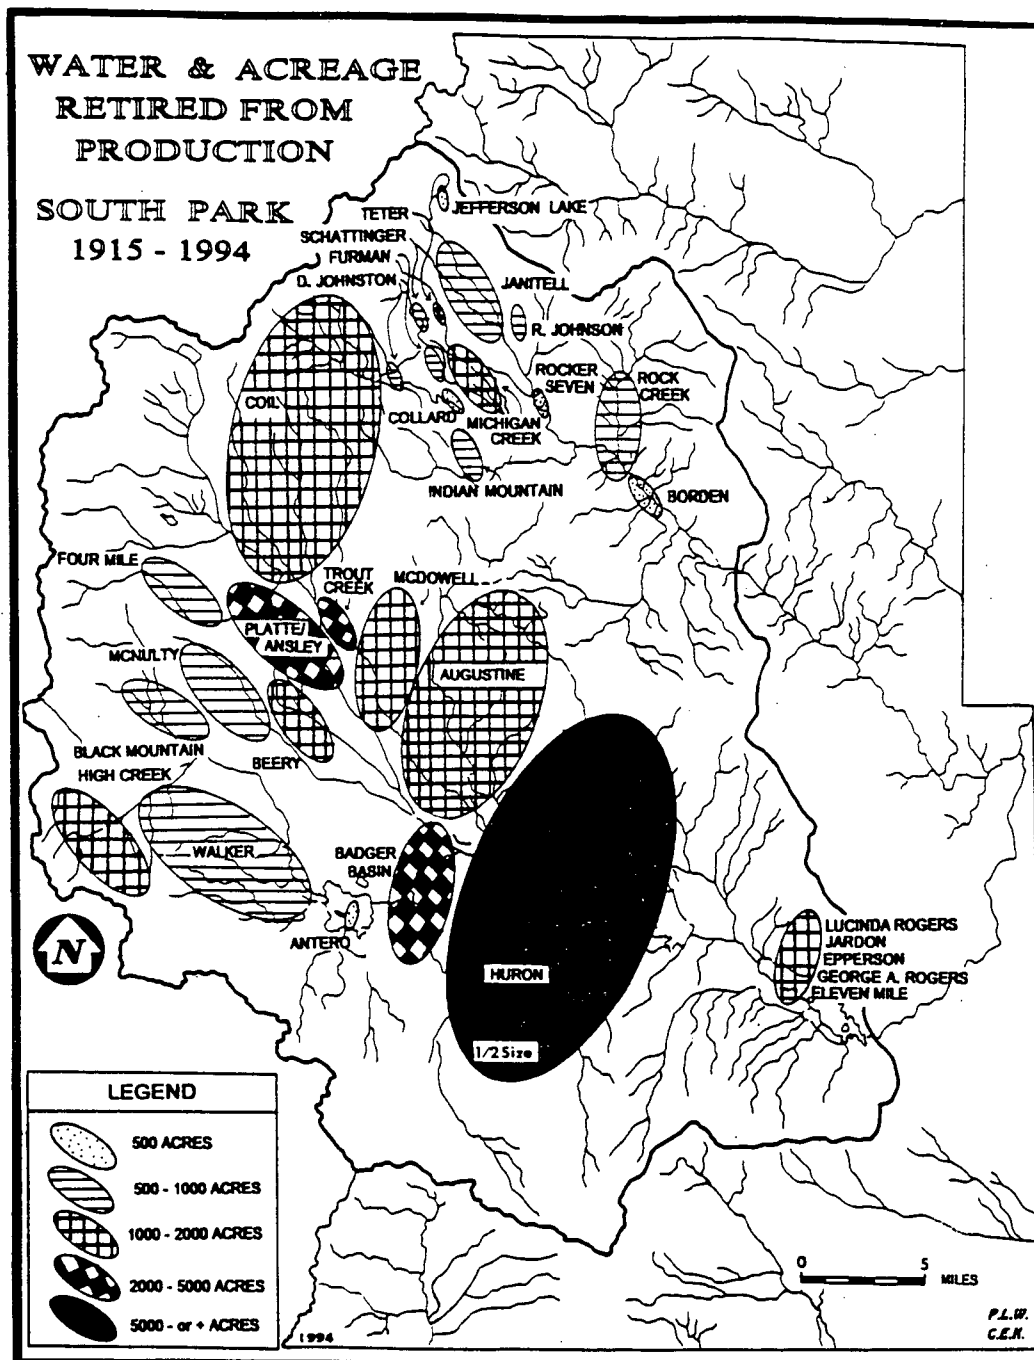 WATER & ACREAGE
RETIRED FROM
PRODUCTION
SOUTH PARK
1915 - 1994
JEFFERSON LAKE
TETER
SCHATTINGER
FURMAN
D. JOHNSTON
JANITELL
R. JOHNSON
ROCKER
SEVEN
ROCK
CREEK
COIL
COLLARD
MICHIGAN
CREEK
INDIAN MOUNTAIN
BORDEN
FOUR MILE
TROUT
CREEK
MCDOWELL
PLATTE/
ANSLEY
MCNULTY
AUGUSTINE
BLACK MOUNTAIN
HIGH CREEK
BEERY
WALKER
BADGER
BASIN
ANTERO
HURON
1/2 Size
LUCINDA ROGERS
JARDON
EPPERSON
GEORGE A. ROGERS
ELEVEN MILE
N
LEGEND
500 ACRES
500 - 1000 ACRES
1000 - 2000 ACRES
2000 - 5000 ACRES
5000 - or + ACRES
1994
0 5
MILES
P.L.W.
C.E.K.